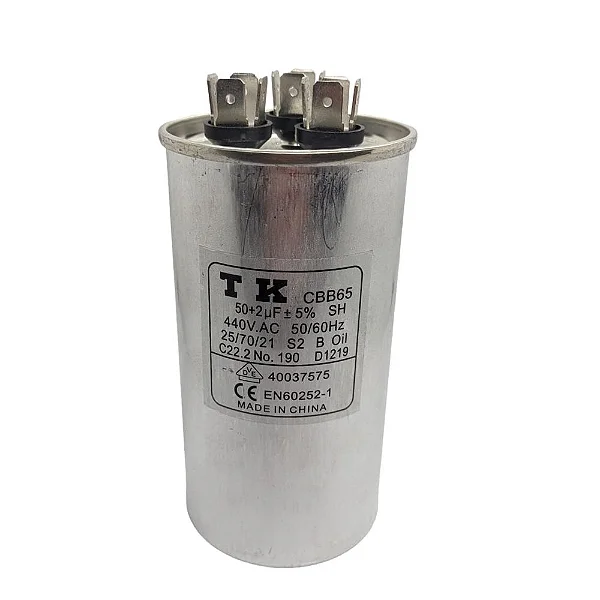 T K CBB65
50+2μF±5% SH
440V.AC 50/60Hz
25/70/21 S2 B Oil
C22.2 No. 190 D1219
DVE 40037575
CE EN60252-1
MADE IN CHINA